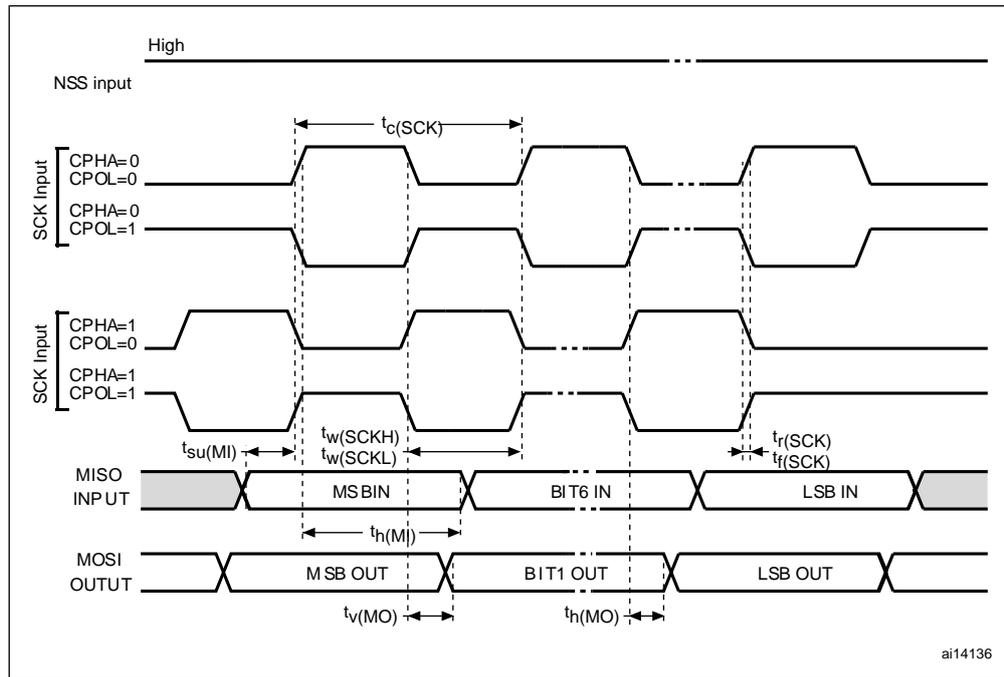 High
NSS input
tc(SCK)
SCK Input
CPHA=0
CPOL=0
CPHA=0
CPOL=1
SCK Input
CPHA=1
CPOL=0
CPHA=1
CPOL=1
tsu(MI)
tw(SCKH)
tw(SCKL)
tr(SCK)
tf(SCK)
MISO
INPUT
MSBIN
BIT6 IN
LSB IN
th(MI)
MOSI
OUTUT
MSB OUT
BIT1 OUT
LSB OUT
tv(MO)
th(MO)
ai14136